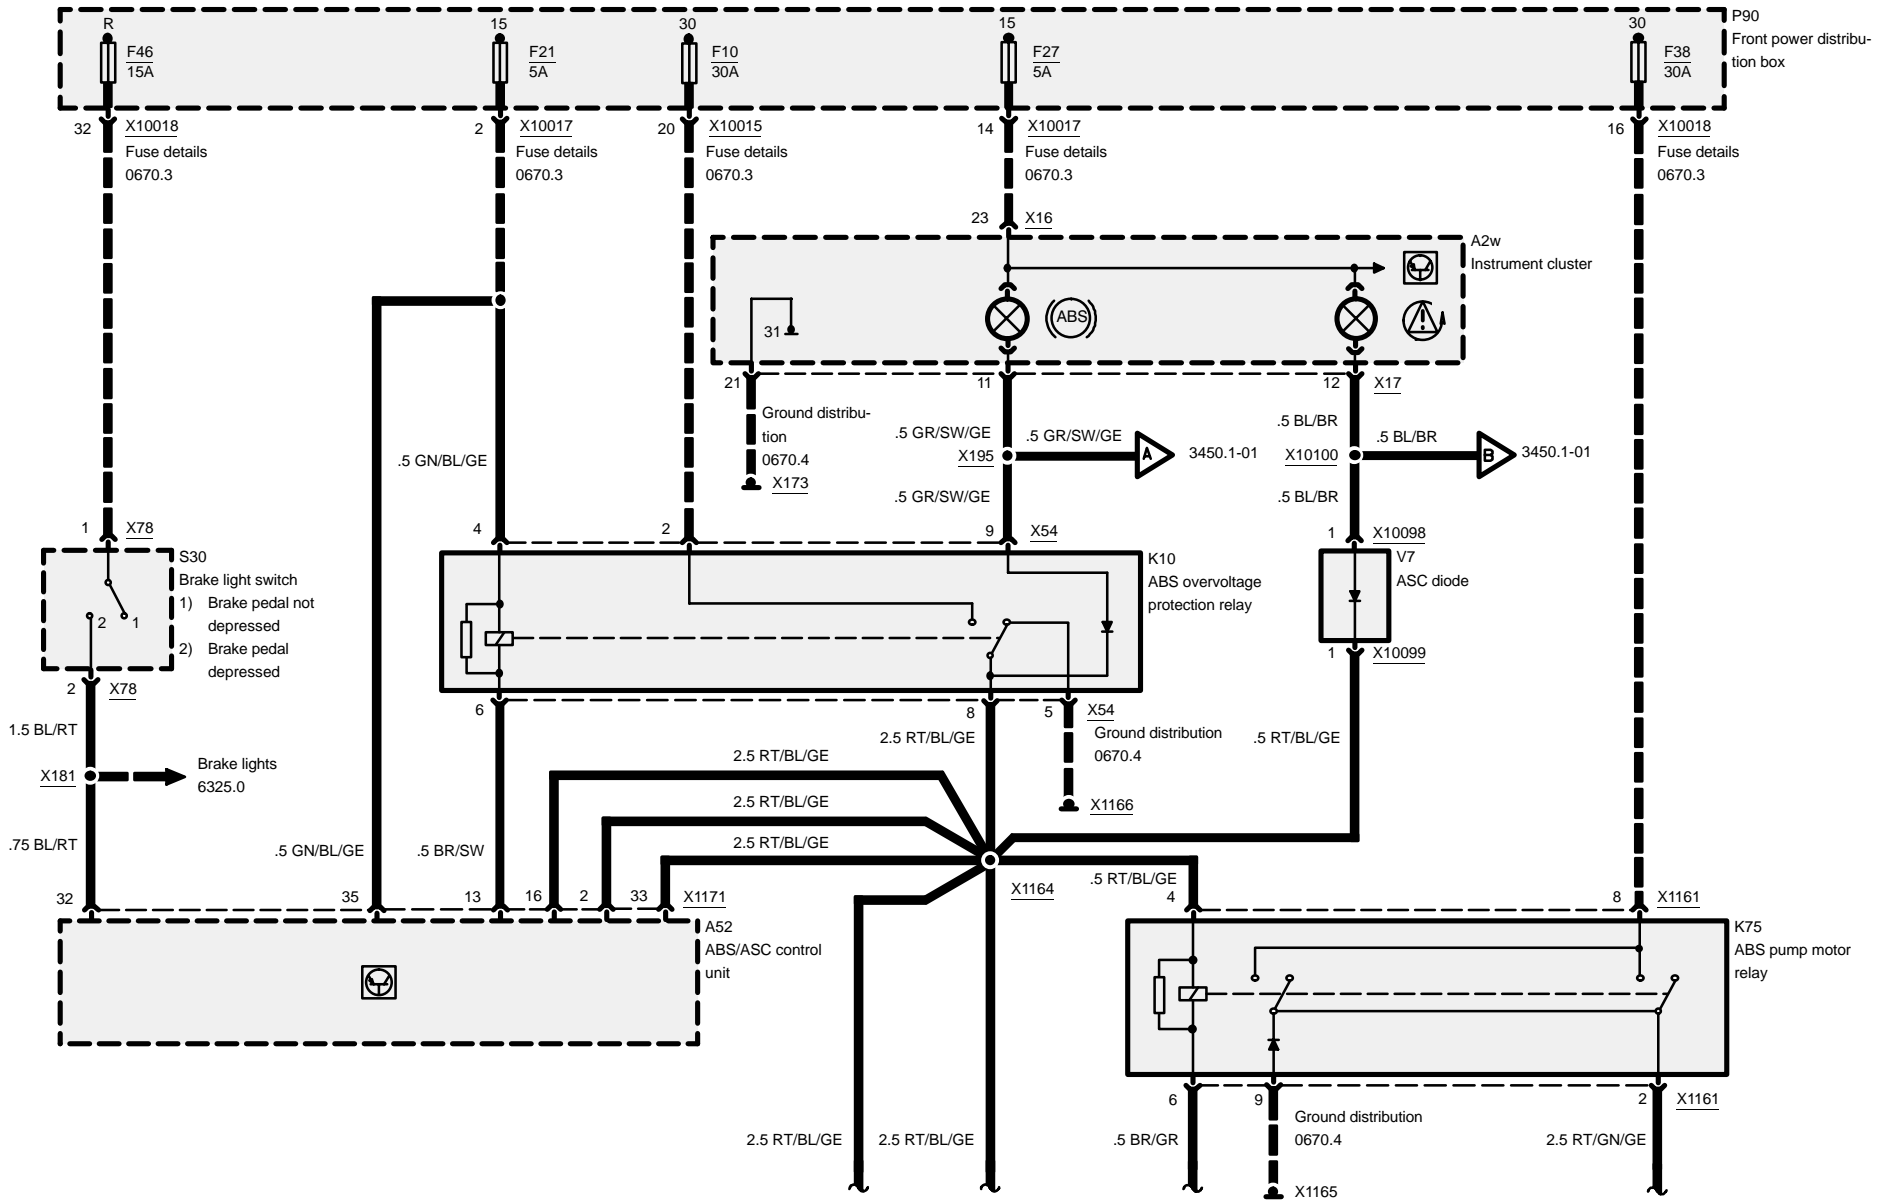 R
15
30
15
30
P90
Front power distribu-
tion box
F46
15A
F21
5A
F10
30A
F27
5A
F38
30A
32
X10018
Fuse details
0670.3
2
X10017
Fuse details
0670.3
20
X10015
Fuse details
0670.3
14
X10017
Fuse details
0670.3
16
X10018
Fuse details
0670.3
23
X16
A2w
Instrument cluster
31
ABS
21
11
12
X17
Ground distribu-
tion
0670.4
X173
.5 GR/SW/GE
.5 GR/SW/GE
X195
A
3450.1-01
.5 GR/SW/GE
.5 BL/BR
.5 BL/BR
X10100
B
3450.1-01
.5 BL/BR
.5 GN/BL/GE
1
X78
4
2
9
X54
1
X10098
S30
Brake light switch
1) Brake pedal not
depressed
2) Brake pedal
depressed
2
1
K10
ABS overvoltage
protection relay
V7
ASC diode
1
X10099
2
X78
6
8
5
X54
Ground distribution
0670.4
X1166
1.5 BL/RT
2.5 RT/BL/GE
.5 RT/BL/GE
X181
Brake lights
6325.0
2.5 RT/BL/GE
2.5 RT/BL/GE
2.5 RT/BL/GE
.75 BL/RT
.5 GN/BL/GE
.5 BR/SW
X1164
.5 RT/BL/GE
32
35
13
16
2
33
X1171
4
8
X1161
A52
ABS/ASC control
unit
K75
ABS pump motor
relay
6
9
2
X1161
Ground distribution
0670.4
2.5 RT/BL/GE
2.5 RT/BL/GE
.5 BR/GR
2.5 RT/GN/GE
X1165